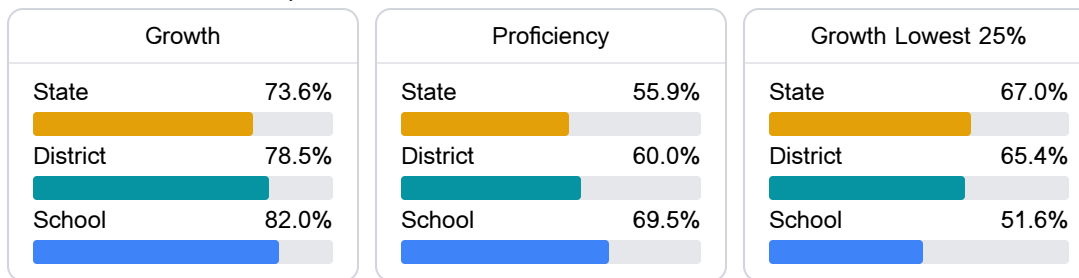 Growth
State 73.6%
District 78.5%
School 82.0%
Proficiency
State 55.9%
District 60.0%
School 69.5%
Growth Lowest 25%
State 67.0%
District 65.4%
School 51.6%